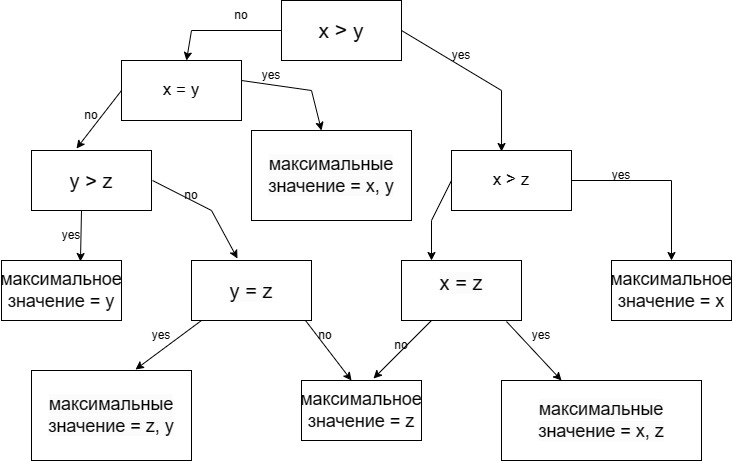 no
x > y
yes
x = y
yes
no
максимальные
значение = x, y
y > z
no
x > z
yes
yes
максимальное
значение = y
y = z
x = z
максимальное
значение = x
yes
no
no
yes
максимальные
значение = z, y
максимальное
значение = z
максимальные
значение = x, z